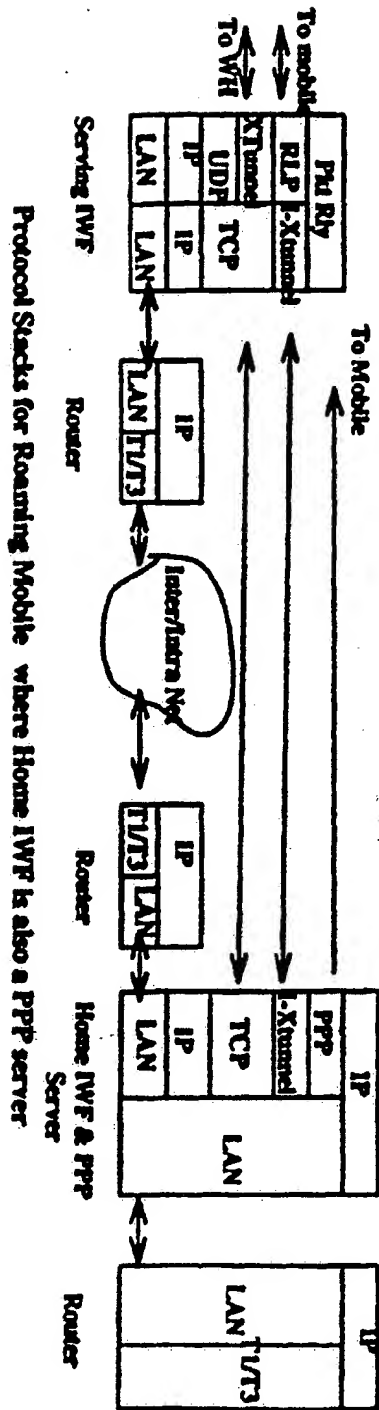 To mobile
To WH
Pkt Rly
RLP
I-Xtunnel
XTunnel
UDP
TCP
IP
IP
LAN
LAN
Serving IWF
To Mobile
IP
LAN
T1/T3
Router
Inter/Intra Net
IP
T1/T3
LAN
Router
IP
PPP
I-Xtunnel
TCP
IP
LAN
LAN
Home IWF & PPP
Server
IP
LAN
T1/T3
Router
Protocol Stacks for Roaming Mobile where Home IWF is also a PPP server